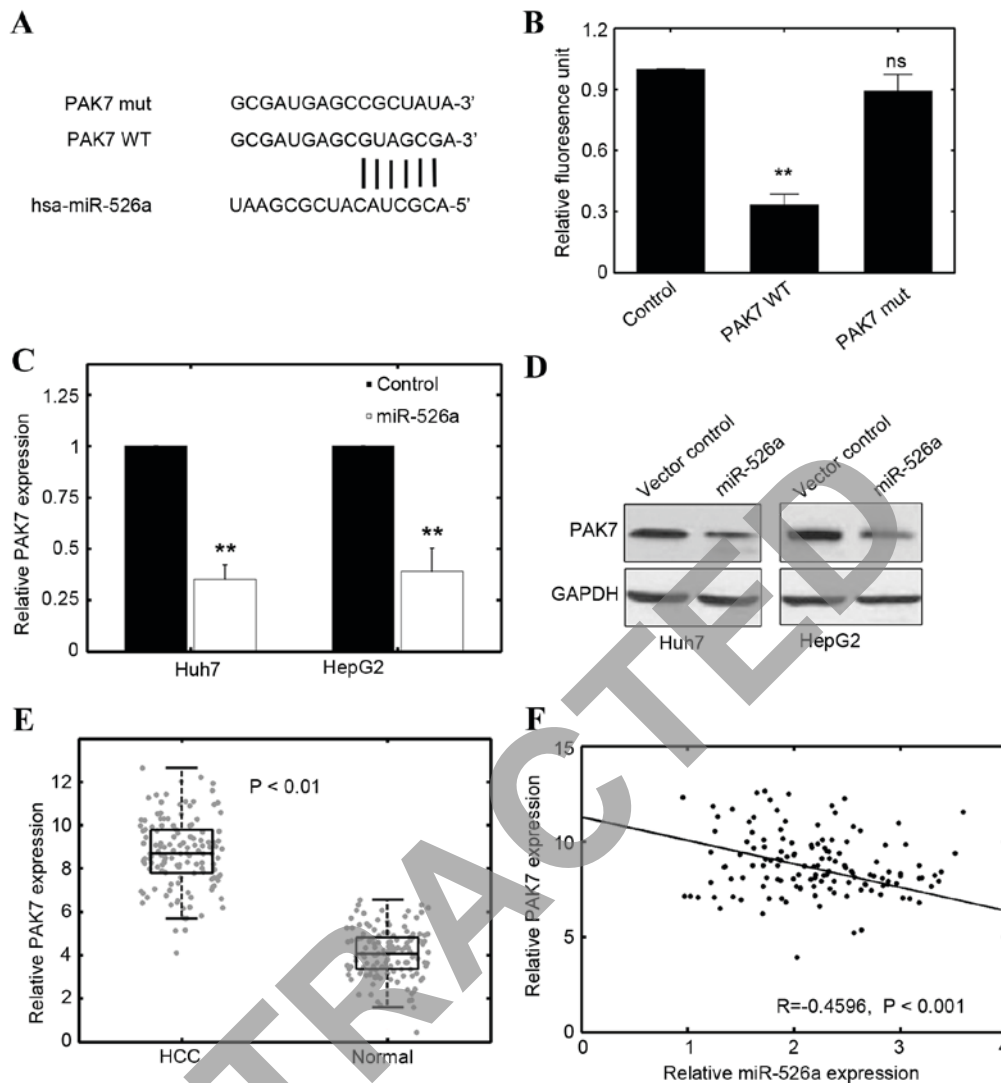 A
PAK7 mut GCGAUGAGCCGCUAUA-3'
PAK7 WT GCGAUGAGCGUAGCGA-3'
hsa-miR-526a UAAGCGCUACAUCGCA-5'
B
Relative fluoresence unit
1.2
0.9
0.6
0.3
0
**
ns
Control
PAK7 WT
PAK7 mut
C
Relative PAK7 expression
1.25
1
0.75
0.5
0.25
0
Control
miR-526a
**
**
Huh7
HepG2
D
Vector control
miR-526a
Vector control
miR-526a
PAK7
GAPDH
Huh7
HepG2
E
Relative PAK7 expression
12
10
8
6
4
2
0
P < 0.01
HCC
Normal
F
Relative PAK7 expression
15
10
5
0
R=-0.4596, P < 0.001
0 1 2 3 4
Relative miR-526a expression
TRACTED